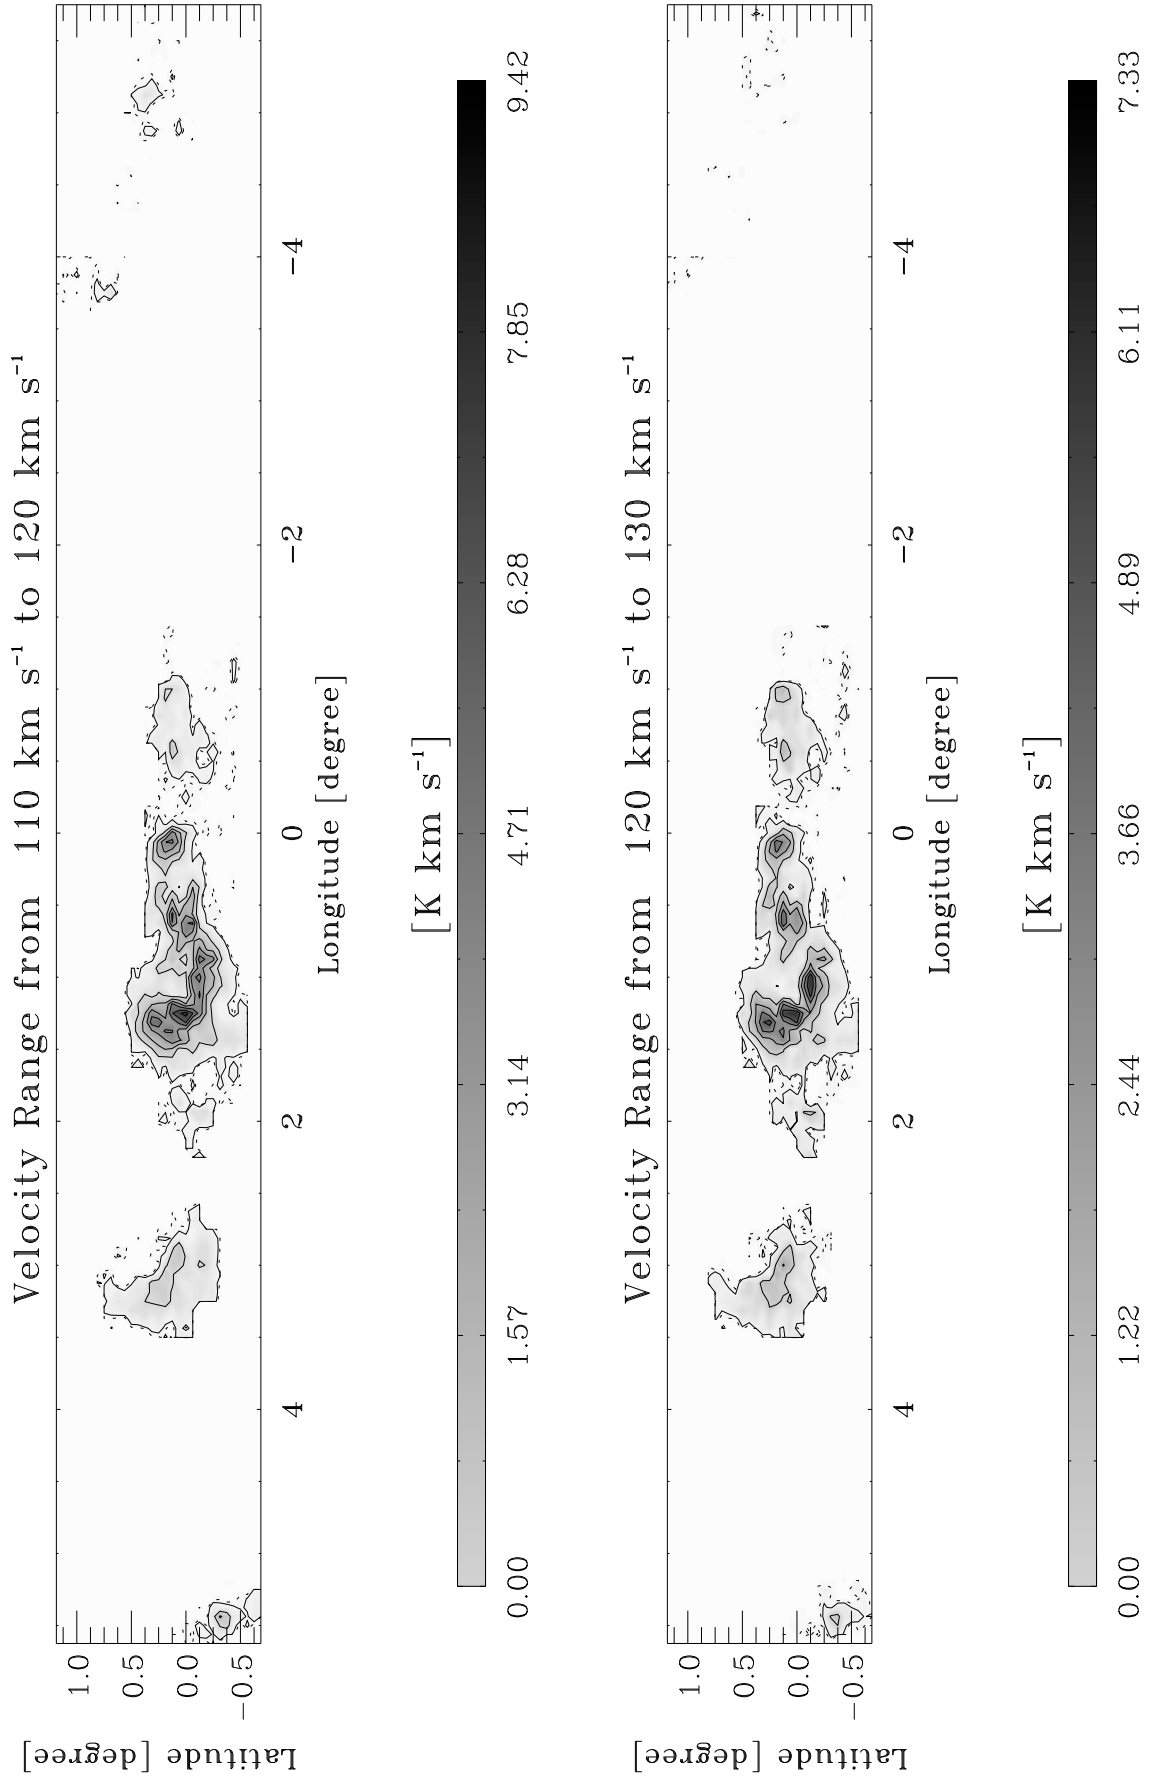 Velocity Range from 110 km s⁻¹ to 120 km s⁻¹
Latitude [degree]
1.0
0.5
0.0
−0.5
4 2 0 −2 −4
Longitude [degree]
[K km s⁻¹]
0.00 1.57 3.14 4.71 6.28 7.85 9.42
Velocity Range from 120 km s⁻¹ to 130 km s⁻¹
Latitude [degree]
1.0
0.5
0.0
−0.5
4 2 0 −2 −4
Longitude [degree]
[K km s⁻¹]
0.00 1.22 2.44 3.66 4.89 6.11 7.33